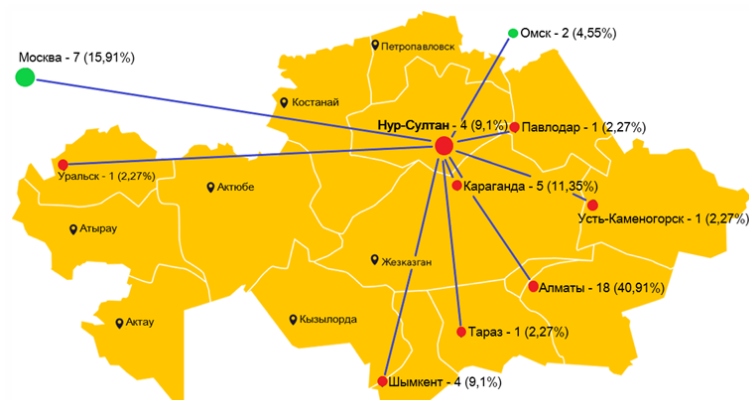 Омск - 2 (4,55%)
Петропавловск
Москва - 7 (15,91%)
Костанай
Нур-Султан - 4 (9,1%)
Павлодар - 1 (2,27%)
Уральск - 1 (2,27%)
Актюбе
Караганда - 5 (11,35%)
Усть-Каменогорск - 1 (2,27%)
Атырау
Жезказган
Алматы - 18 (40,91%)
Актау
Кызылорда
Тараз - 1 (2,27%)
Шымкент - 4 (9,1%)